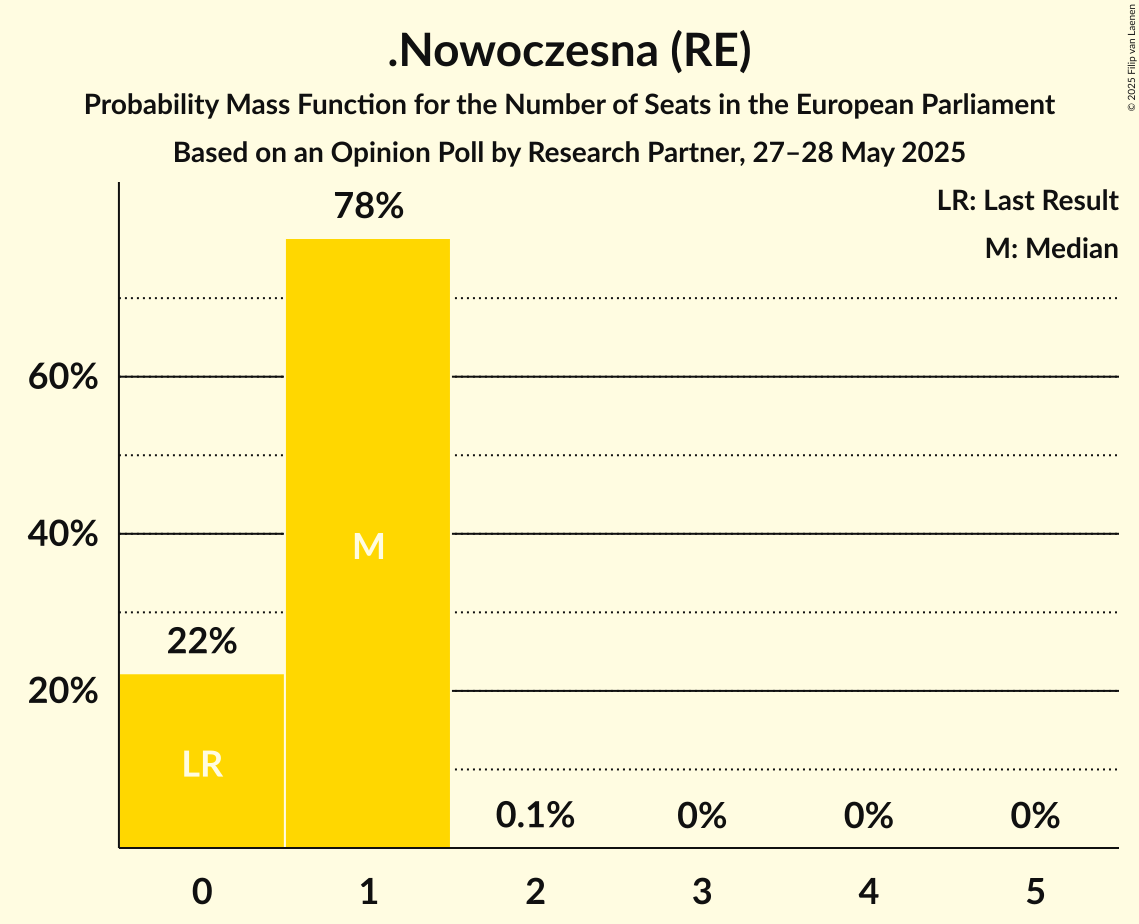 .Nowoczesna (RE)
Probability Mass Function for the Number of Seats in the European Parliament
Based on an Opinion Poll by Research Partner, 27–28 May 2025
© 2025 Filip van Laenen
LR: Last Result
M: Median
78%
60%
40%
M
22%
20%
LR
0.1%
0%
0%
0%
0
1
2
3
4
5